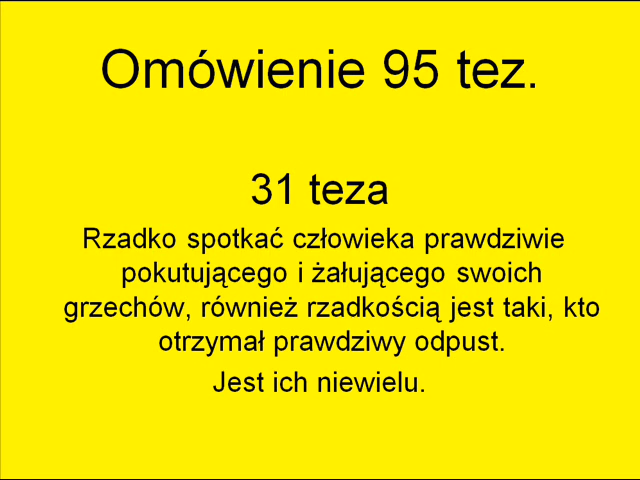 Omówienie 95 tez.
31 teza
Rzadko spotkać człowieka prawdziwie
pokutującego i żałującego swoich
grzechów, również rzadkością jest taki, kto
otrzymał prawdziwy odpust.
Jest ich niewielu.